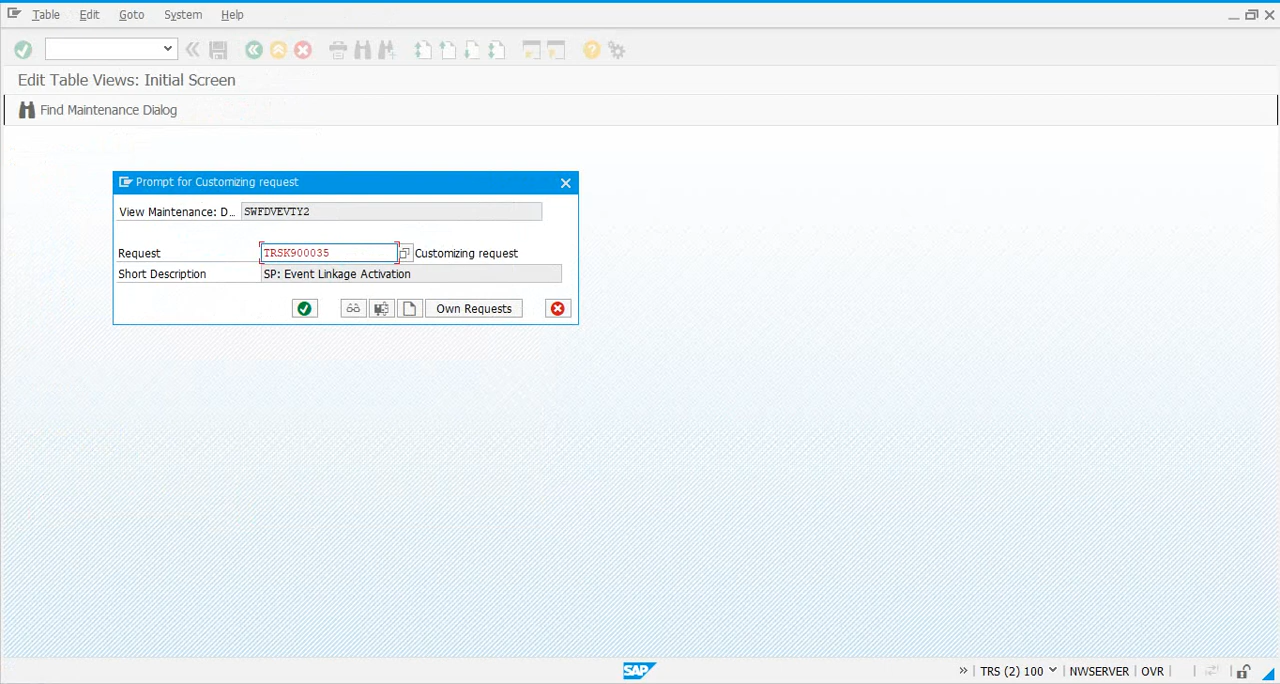 Table Edit Goto System Help
Edit Table Views: Initial Screen
Find Maintenance Dialog
Prompt for Customizing request
View Maintenance: D... SWFDVEVTY2
Request TRSK900035 Customizing request
Short Description SP: Event Linkage Activation
Own Requests
SAP » TRS (2) 100 NWSERVER OVR